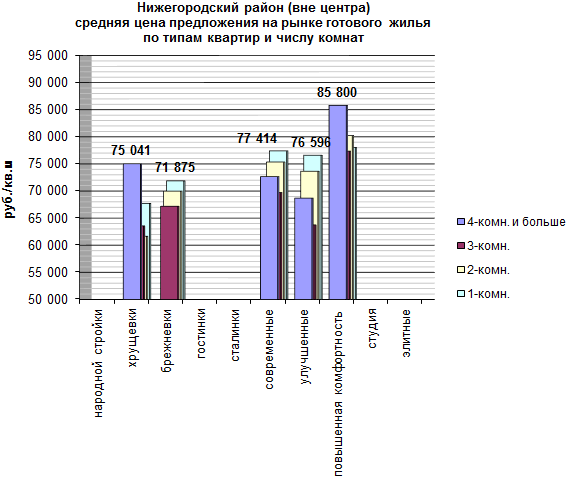 Нижегородский район (вне центра)
средняя цена предложения на рынке готового жилья
по типам квартир и числу комнат
95 000
90 000
85 000
80 000
75 000
70 000
65 000
60 000
55 000
50 000
руб./кв.м
75 041
71 875
77 414
76 596
85 800
народной стройки
хрущевки
брежневки
гостинки
сталинки
современные
улучшенные
повышенная комфортность
студия
элитные
4-комн. и больше
3-комн.
2-комн.
1-комн.